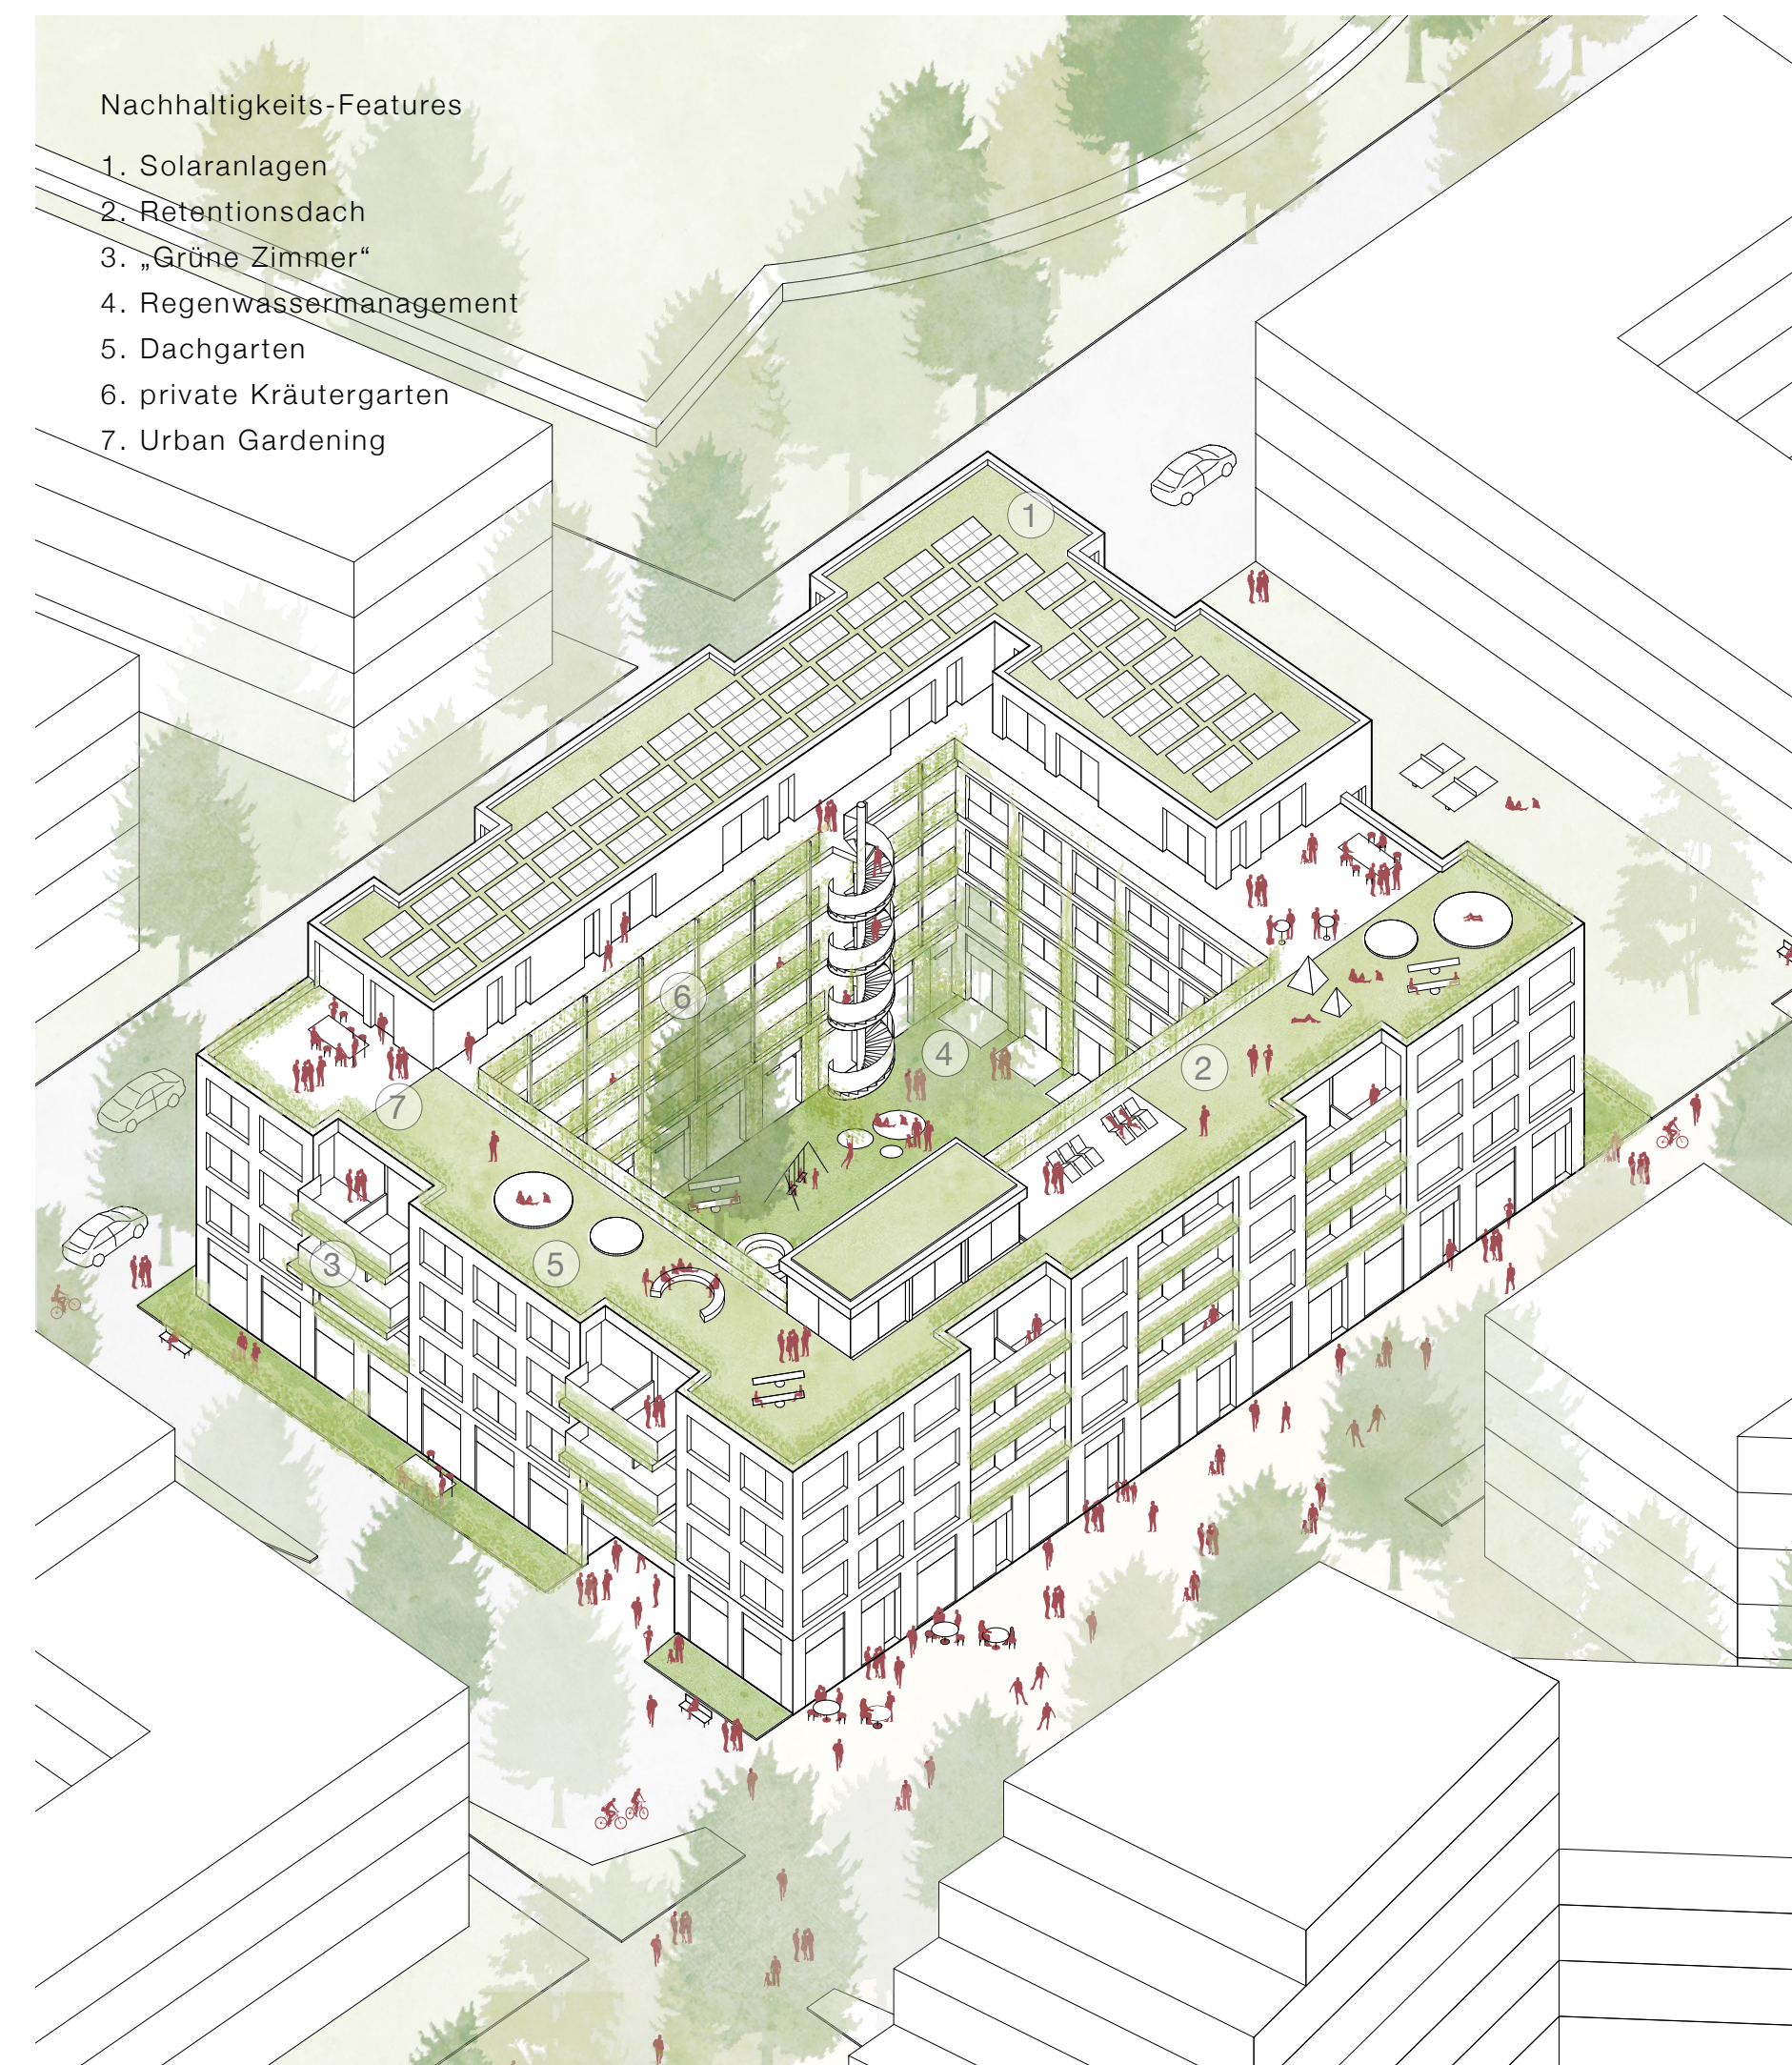 Nachhaltigkeits-Features
1. Solaranlagen
2. Retentionsdach
3. „Grüne Zimmer“
4. Regenwassermanagement
5. Dachgarten
6. private Kräutergarten
7. Urban Gardening
1
6
4
2
7
3
5